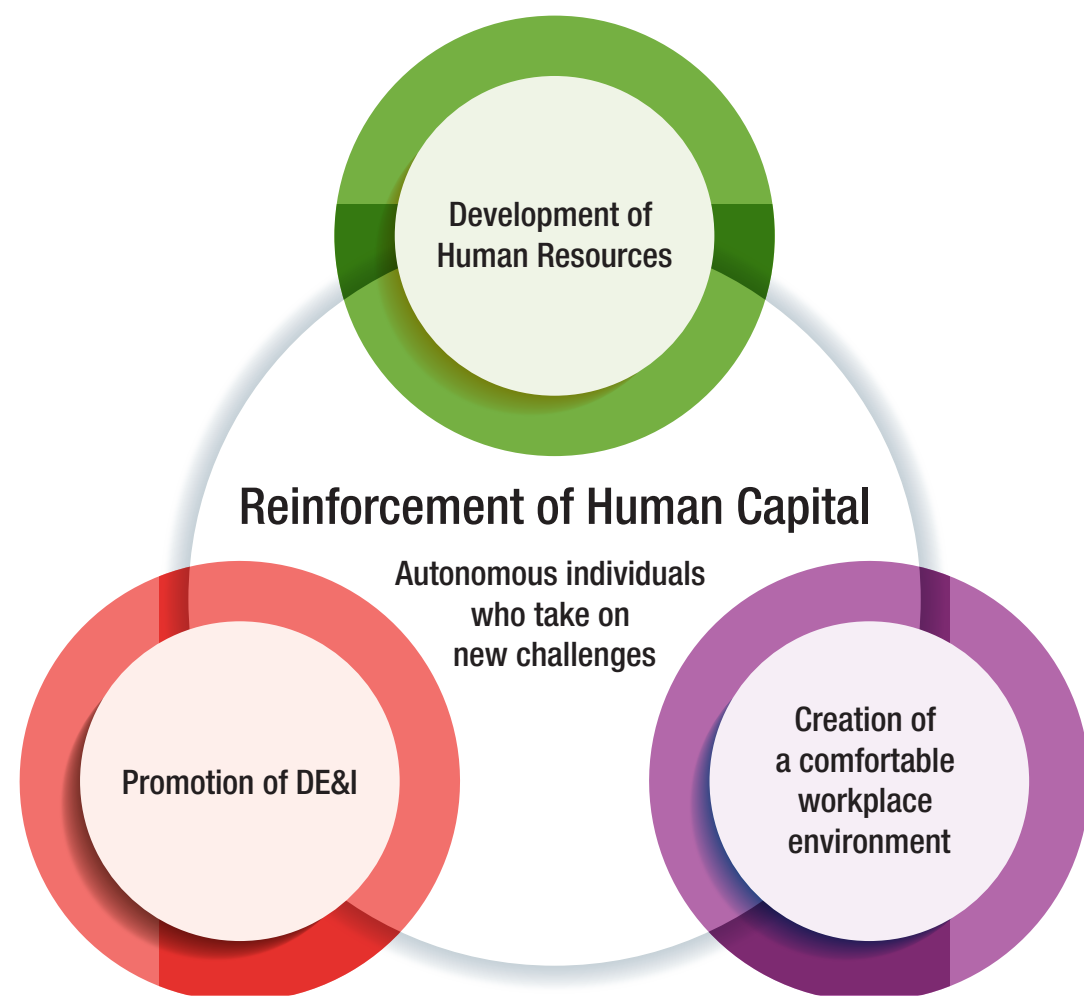 Development of
Human Resources
Reinforcement of Human Capital
Autonomous individuals
who take on
new challenges
Promotion of DE&I
Creation of
a comfortable
workplace
environment